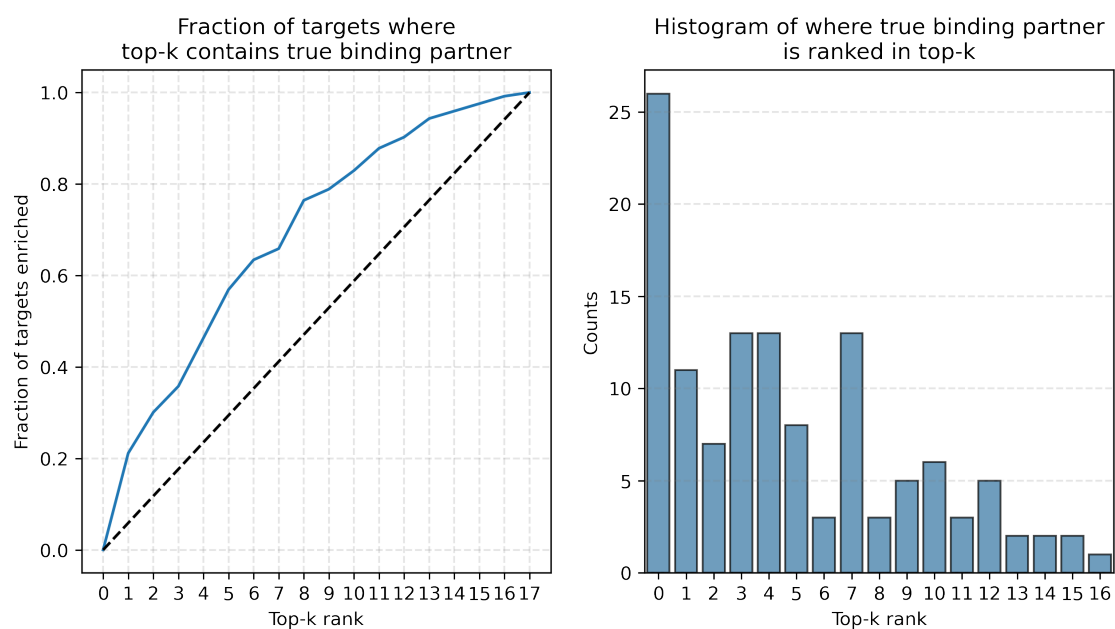 Fraction of targets where
top-k contains true binding partner
Fraction of targets enriched
1.0
0.8
0.6
0.4
0.2
0.0
0 1 2 3 4 5 6 7 8 9 10 11 12 13 14 15 16 17
Top-k rank
Histogram of where true binding partner
is ranked in top-k
Counts
25
20
15
10
5
0
0 1 2 3 4 5 6 7 8 9 10 11 12 13 14 15 16
Top-k rank